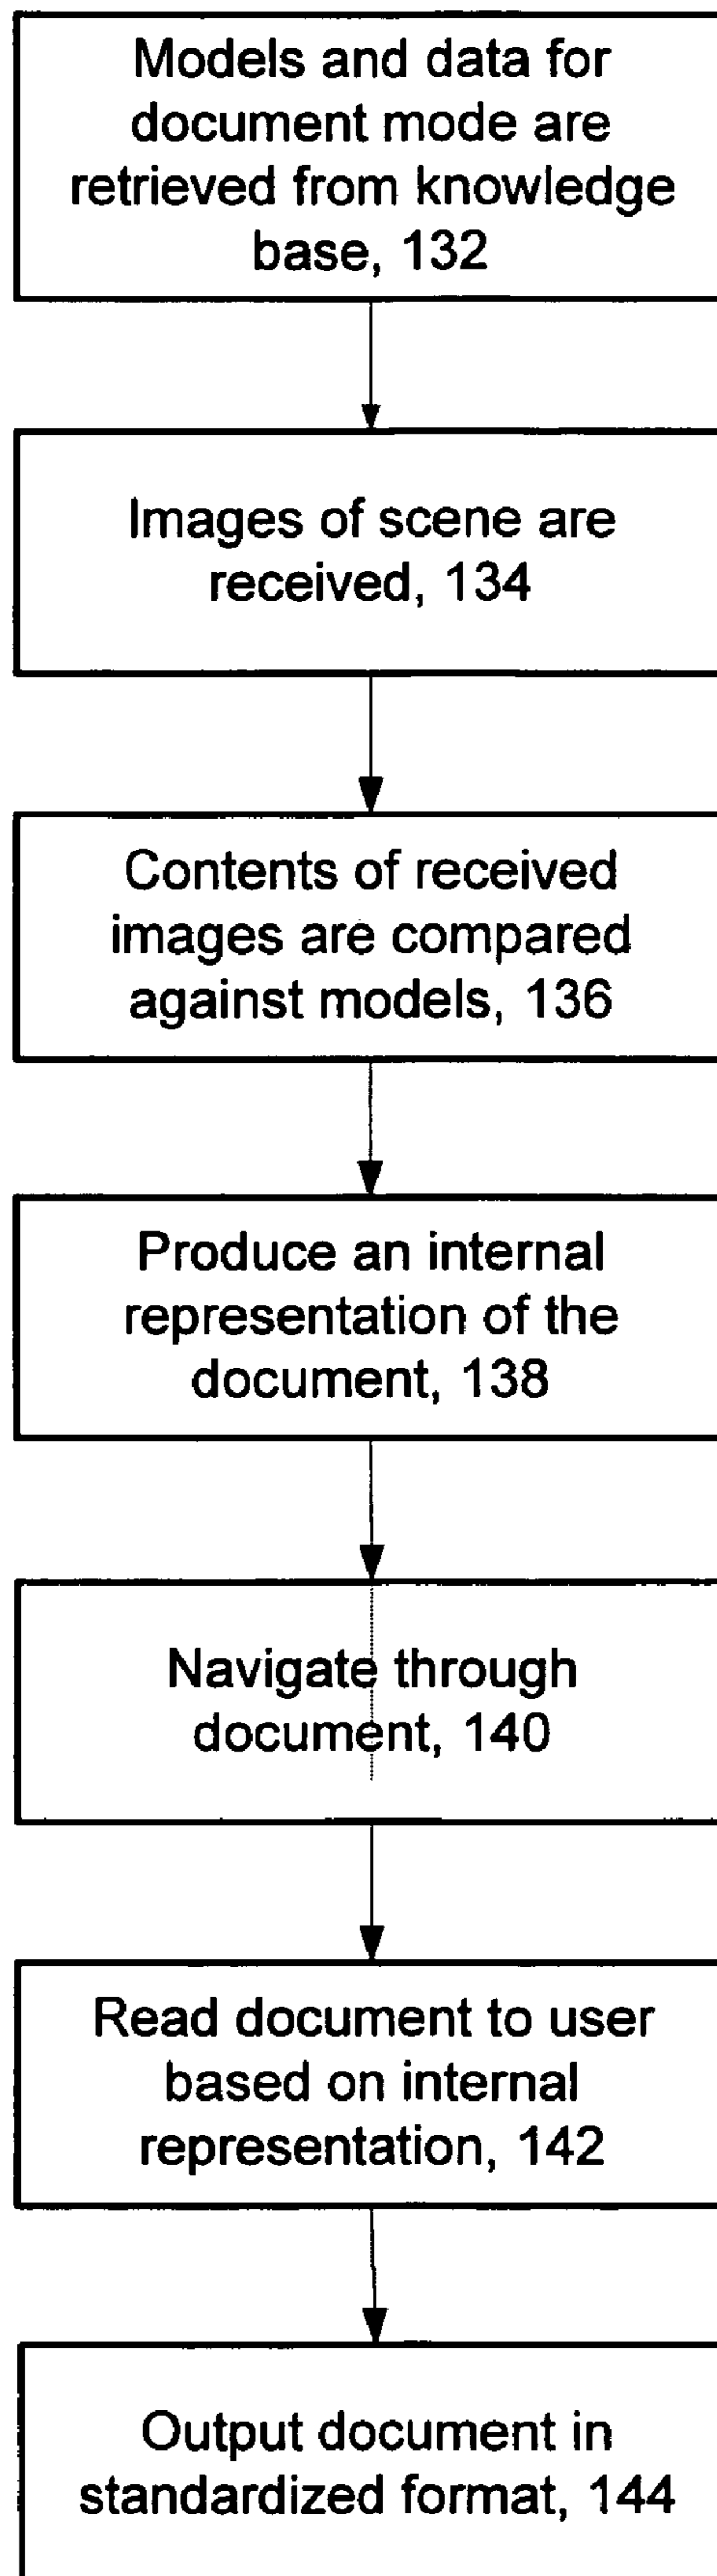 Models and data for
document mode are
retrieved from knowledge
base, 132
Images of scene are
received, 134
Contents of received
images are compared
against models, 136
Produce an internal
representation of the
document, 138
Navigate through
document, 140
Read document to user
based on internal
representation, 142
Output document in
standardized format, 144